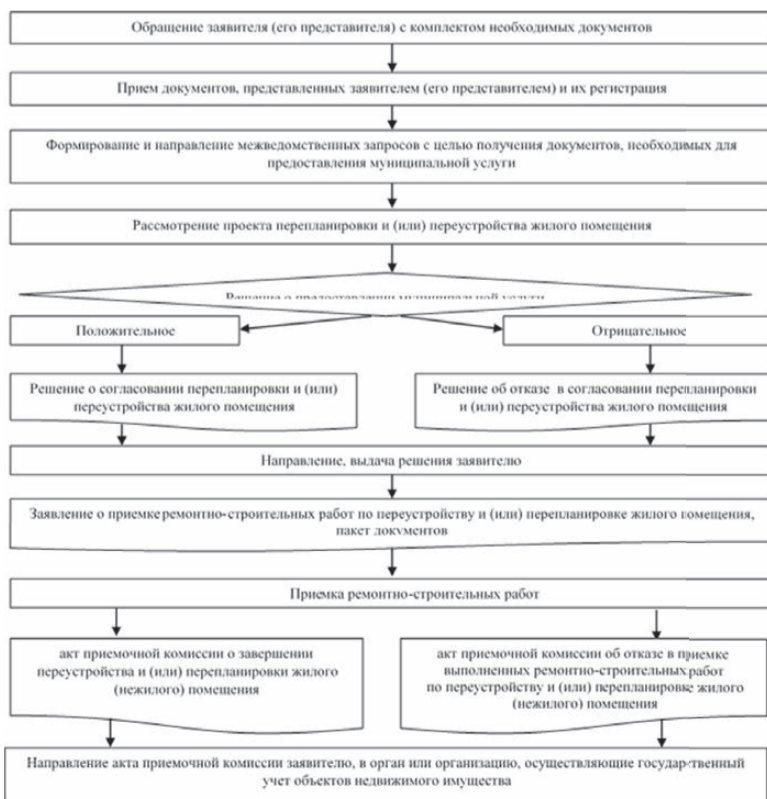 Обращение заявителя (его представителя) с комплектом необходимых документов
Прием документов, представленных заявителем (его представителем) и их регистрация
Формирование и направление межведомственных запросов с целью получения документов, необходимых для
предоставления муниципальной услуги
Рассмотрение проекта перепланировки и (или) переустройства жилого помещения
Решение о предоставлении муниципальной услуги
Положительное
Отрицательное
Решение о согласовании перепланировки и (или)
переустройства жилого помещения
Решение об отказе в согласовании перепланировки
и (или) переустройства жилого помещения
Направление, выдача решения заявителю
Заявление о приемке ремонтно-строительных работ по переустройству и (или) перепланировке жилого помещения,
пакет документов
Приемка ремонтно-строительных работ
акт приемочной комиссии о завершении
переустройства и (или) перепланировки жилого
(нежилого) помещения
акт приемочной комиссии об отказе в приемке
выполненных ремонтно-строительных работ
по переустройству и (или) перепланировке жилого
(нежилого) помещения
Направление акта приемочной комиссии заявителю, в орган или организацию, осуществляющие государственный
учет объектов недвижимого имущества